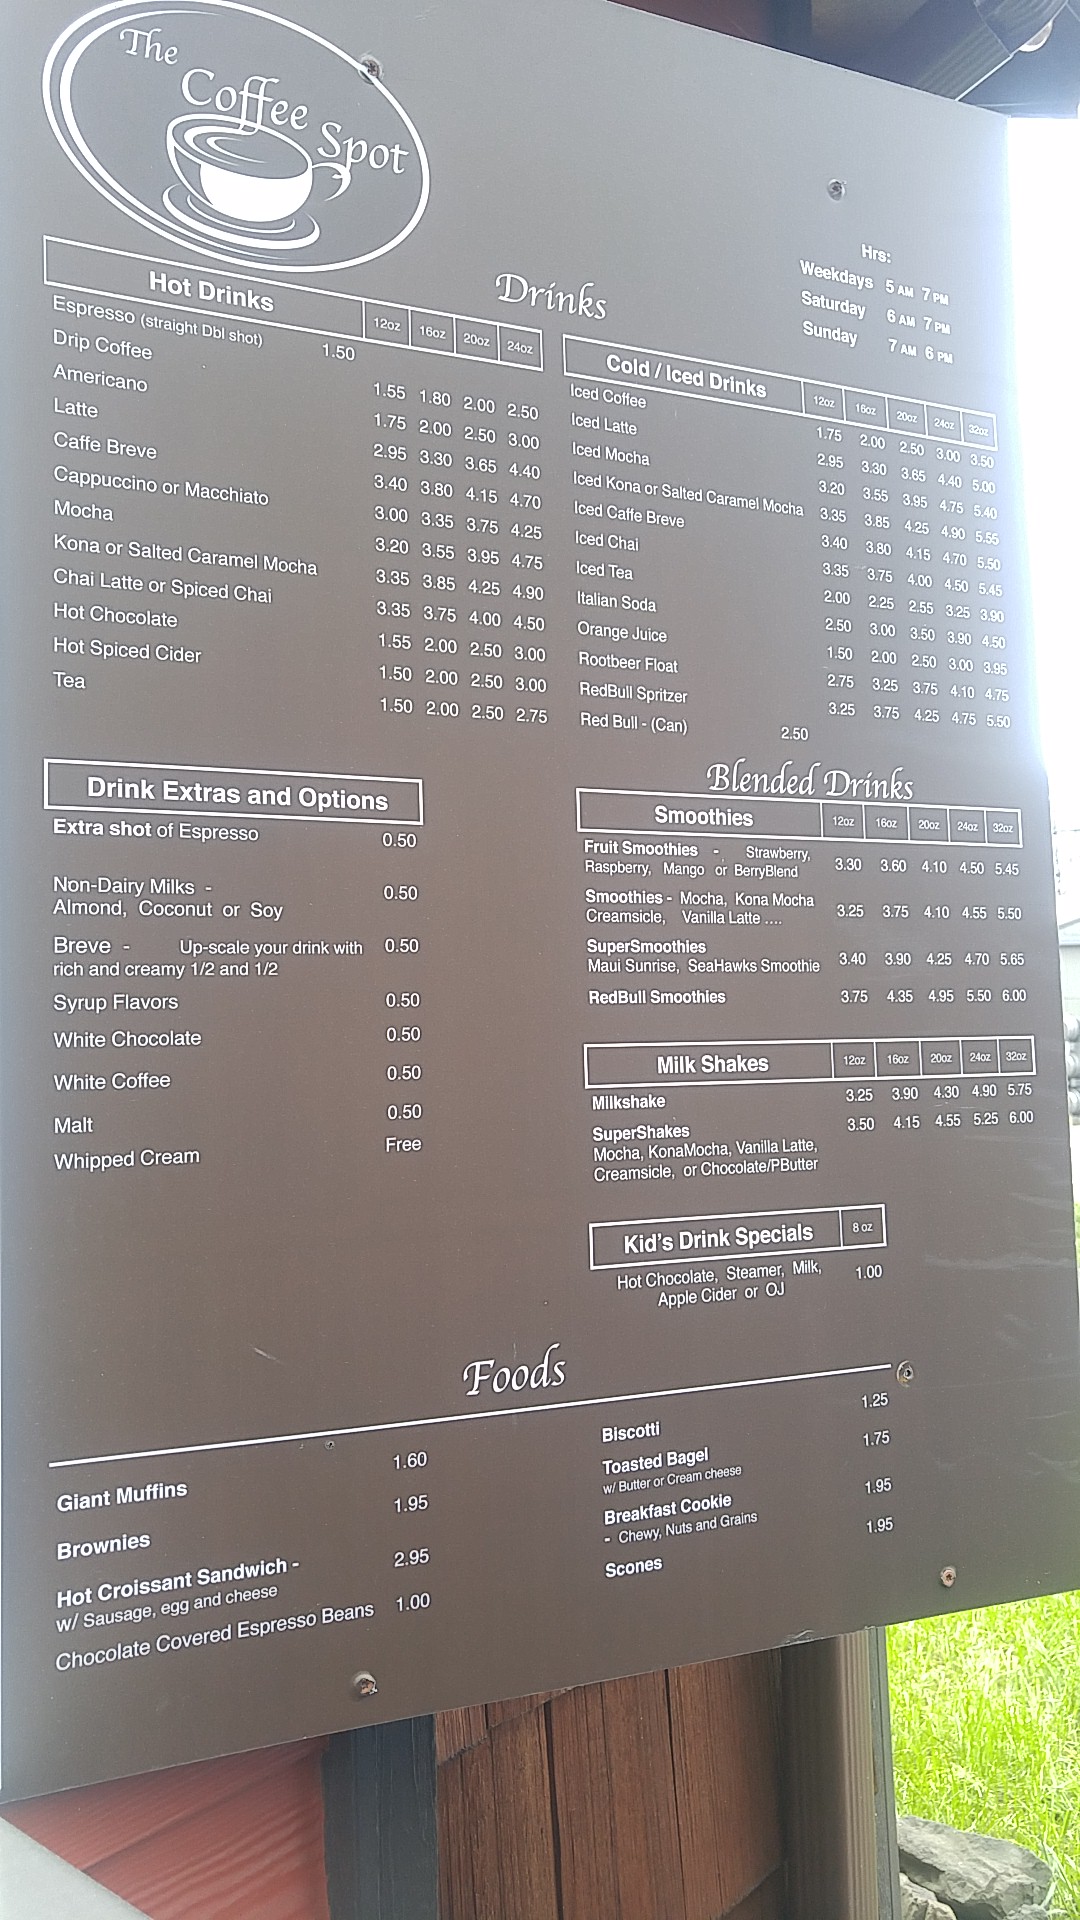 The
Coffee
Spot
Drinks
Hrs:
Weekdays 5 AM 7 PM
Saturday 6 AM 7 PM
Sunday 7 AM 6 PM
Hot Drinks 12oz 16oz 20oz 24oz
Espresso (straight Dbl shot) 1.50
Drip Coffee 1.55 1.80 2.00 2.50
Americano 1.75 2.00 2.50 3.00
Latte 2.95 3.30 3.65 4.40
Caffe Breve 3.40 3.80 4.15 4.70
Cappuccino or Macchiato 3.00 3.35 3.75 4.25
Mocha 3.20 3.55 3.95 4.75
Kona or Salted Caramel Mocha 3.35 3.85 4.25 4.90
Chai Latte or Spiced Chai 3.35 3.75 4.00 4.50
Hot Chocolate 1.55 2.00 2.50 3.00
Hot Spiced Cider 1.50 2.00 2.50 3.00
Tea 1.50 2.00 2.50 2.75
Cold / Iced Drinks 12oz 16oz 20oz 24oz 32oz
Iced Coffee 1.75 2.00 2.50 3.00 3.50
Iced Latte 2.95 3.30 3.65 4.40 5.00
Iced Mocha 3.20 3.55 3.95 4.75 5.40
Iced Kona or Salted Caramel Mocha 3.35 3.85 4.25 4.90 5.55
Iced Caffe Breve 3.40 3.80 4.15 4.70 5.50
Iced Chai 3.35 3.75 4.00 4.50 5.45
Iced Tea 2.00 2.25 2.55 3.25 3.90
Italian Soda 2.50 3.00 3.50 3.90 4.50
Orange Juice 1.50 2.00 2.50 3.00 3.95
Rootbeer Float 2.75 3.25 3.75 4.10 4.75
RedBull Spritzer 3.25 3.75 4.25 4.75 5.50
Red Bull - (Can) 2.50
Drink Extras and Options
Extra shot of Espresso 0.50
Non-Dairy Milks - 0.50
Almond, Coconut or Soy
Breve - Up-scale your drink with 0.50
rich and creamy 1/2 and 1/2
Syrup Flavors 0.50
White Chocolate 0.50
White Coffee 0.50
Malt 0.50
Whipped Cream Free
Blended Drinks
Smoothies 12oz 16oz 20oz 24oz 32oz
Fruit Smoothies - Strawberry,
Raspberry, Mango or BerryBlend 3.30 3.60 4.10 4.50 5.45
Smoothies - Mocha, Kona Mocha
Creamsicle, Vanilla Latte .... 3.25 3.75 4.10 4.55 5.50
SuperSmoothies
Maui Sunrise, SeaHawks Smoothie 3.40 3.90 4.25 4.70 5.65
RedBull Smoothies 3.75 4.35 4.95 5.50 6.00
Milk Shakes 12oz 16oz 20oz 24oz 32oz
Milkshake 3.25 3.90 4.30 4.90 5.75
SuperShakes 3.50 4.15 4.55 5.25 6.00
Mocha, KonaMocha, Vanilla Latte,
Creamsicle, or Chocolate/PButter
Kid's Drink Specials 8 oz
Hot Chocolate, Steamer, Milk, 1.00
Apple Cider or OJ
Foods
Giant Muffins 1.60
Brownies 1.95
Hot Croissant Sandwich - 2.95
w/ Sausage, egg and cheese
Chocolate Covered Espresso Beans 1.00
Biscotti 1.25
Toasted Bagel 1.75
w/ Butter or Cream cheese
Breakfast Cookie 1.95
- Chewy, Nuts and Grains
Scones 1.95